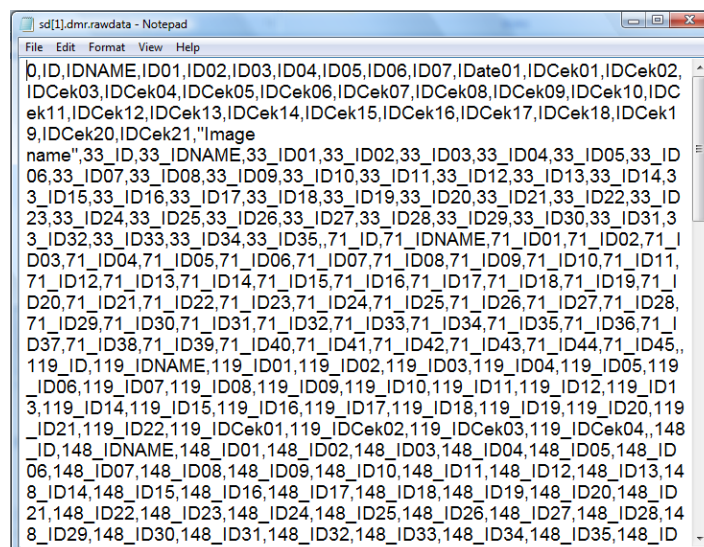 sd[1].dmr.rawdata - Notepad
File Edit Format View Help
0,ID,IDNAME,ID01,ID02,ID03,ID04,ID05,ID06,ID07,IDate01,IDCek01,IDCek02,
IDCek03,IDCek04,IDCek05,IDCek06,IDCek07,IDCek08,IDCek09,IDCek10,IDC
ek11,IDCek12,IDCek13,IDCek14,IDCek15,IDCek16,IDCek17,IDCek18,IDCek1
9,IDCek20,IDCek21,"Image
name",33_ID,33_IDNAME,33_ID01,33_ID02,33_ID03,33_ID04,33_ID05,33_ID
06,33_ID07,33_ID08,33_ID09,33_ID10,33_ID11,33_ID12,33_ID13,33_ID14,3
3_ID15,33_ID16,33_ID17,33_ID18,33_ID19,33_ID20,33_ID21,33_ID22,33_ID
23,33_ID24,33_ID25,33_ID26,33_ID27,33_ID28,33_ID29,33_ID30,33_ID31,3
3_ID32,33_ID33,33_ID34,33_ID35,,71_ID,71_IDNAME,71_ID01,71_ID02,71_I
D03,71_ID04,71_ID05,71_ID06,71_ID07,71_ID08,71_ID09,71_ID10,71_ID11,
71_ID12,71_ID13,71_ID14,71_ID15,71_ID16,71_ID17,71_ID18,71_ID19,71_I
D20,71_ID21,71_ID22,71_ID23,71_ID24,71_ID25,71_ID26,71_ID27,71_ID28,
71_ID29,71_ID30,71_ID31,71_ID32,71_ID33,71_ID34,71_ID35,71_ID36,71_I
D37,71_ID38,71_ID39,71_ID40,71_ID41,71_ID42,71_ID43,71_ID44,71_ID45,,
119_ID,119_IDNAME,119_ID01,119_ID02,119_ID03,119_ID04,119_ID05,119
_ID06,119_ID07,119_ID08,119_ID09,119_ID10,119_ID11,119_ID12,119_ID1
3,119_ID14,119_ID15,119_ID16,119_ID17,119_ID18,119_ID19,119_ID20,119
_ID21,119_ID22,119_IDCek01,119_IDCek02,119_IDCek03,119_IDCek04,,148
_ID,148_IDNAME,148_ID01,148_ID02,148_ID03,148_ID04,148_ID05,148_ID
06,148_ID07,148_ID08,148_ID09,148_ID10,148_ID11,148_ID12,148_ID13,14
8_ID14,148_ID15,148_ID16,148_ID17,148_ID18,148_ID19,148_ID20,148_ID
21,148_ID22,148_ID23,148_ID24,148_ID25,148_ID26,148_ID27,148_ID28,14
8_ID29,148_ID30,148_ID31,148_ID32,148_ID33,148_ID34,148_ID35,148_ID